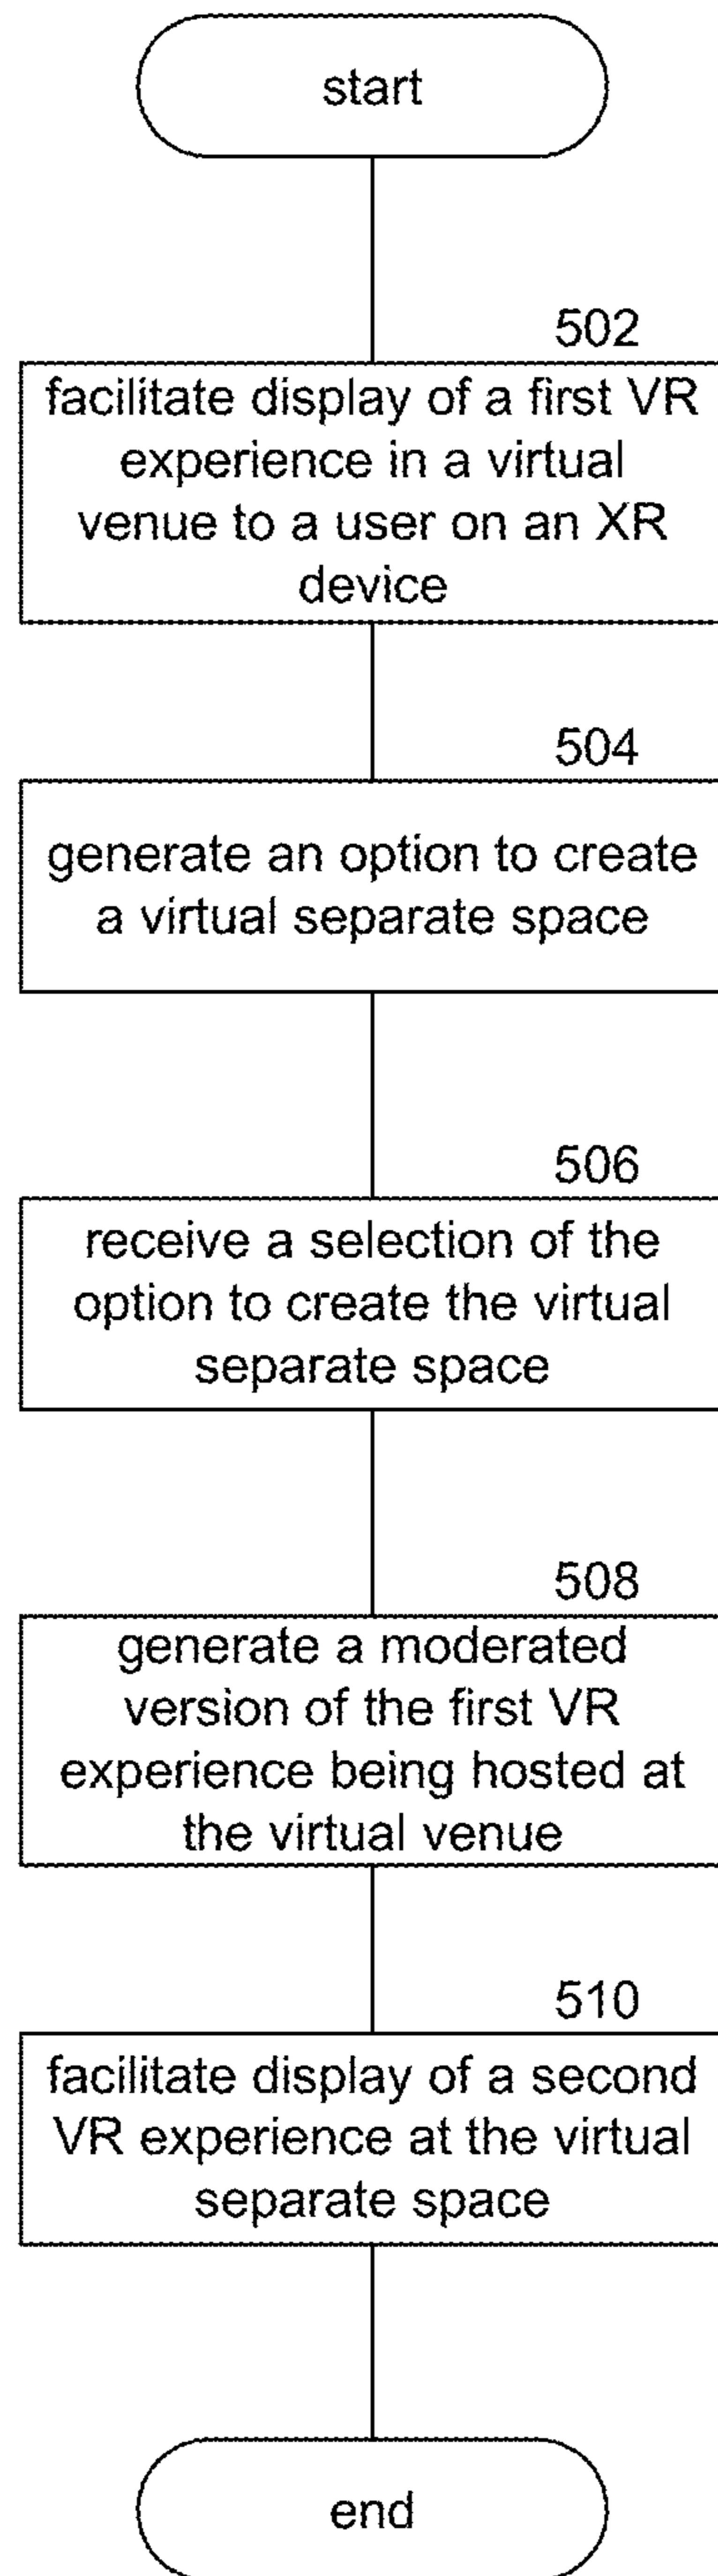 start
502
facilitate display of a first VR
experience in a virtual
venue to a user on an XR
device
504
generate an option to create
a virtual separate space
506
receive a selection of the
option to create the virtual
separate space
508
generate a moderated
version of the first VR
experience being hosted at
the virtual venue
510
facilitate display of a second
VR experience at the virtual
separate space
end